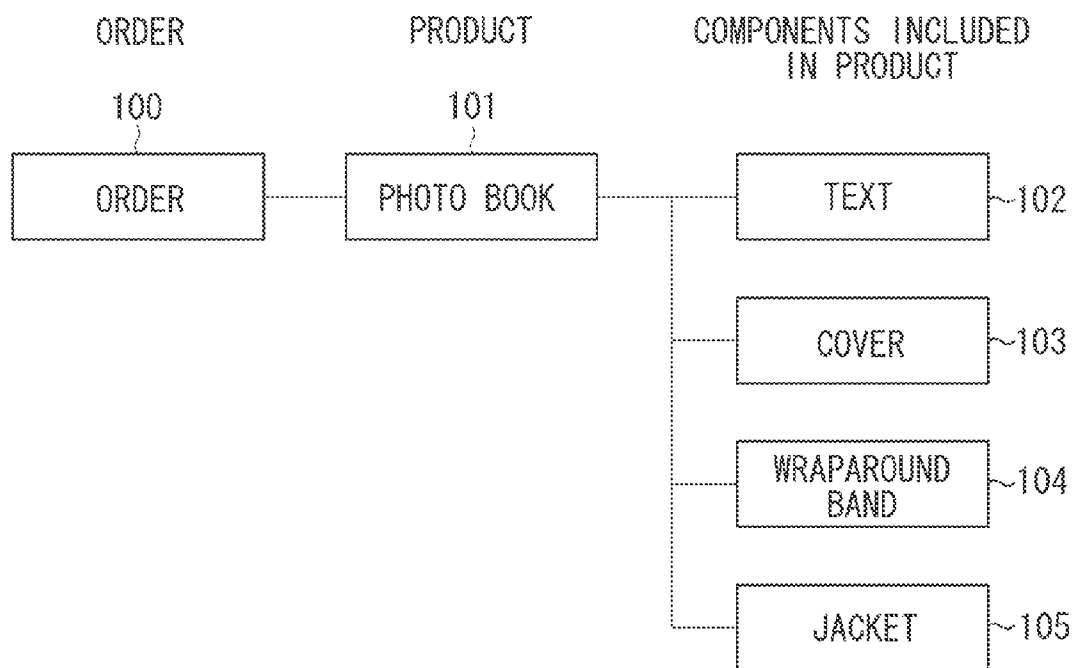 ORDER
PRODUCT
COMPONENTS INCLUDED
IN PRODUCT
100
101
ORDER
PHOTO BOOK
TEXT
102
COVER
103
WRAPAROUND
BAND
104
JACKET
105